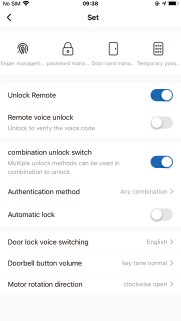 No SIM 09:38
Set
finger managem... password mana... Door card mana... Temporary pass...
Unlock Remote
Remote voice unlock
Unlock to verify the voice code
combination unlock switch
Multiple unlock methods can be used in
combination to unlock
Authentication method Any combination
Automatic lock
Door lock voice switching English
Doorbell button volume key tone normal
Motor rotation direction clockwise open